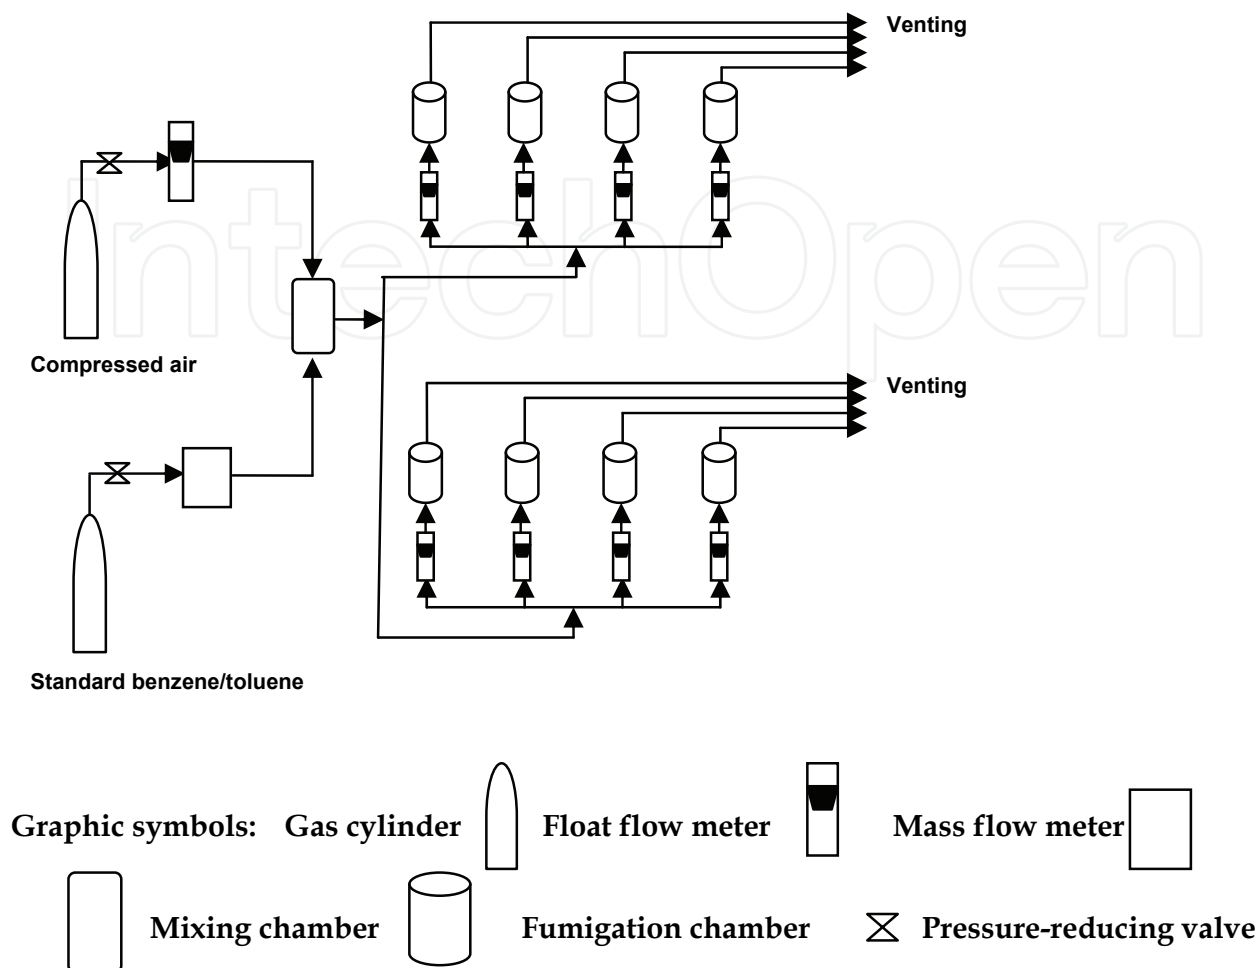 Venting
IntechOpen
Compressed air
Venting
Standard benzene/toluene
Graphic symbols: Gas cylinder Float flow meter Mass flow meter
Mixing chamber Fumigation chamber Pressure-reducing valve